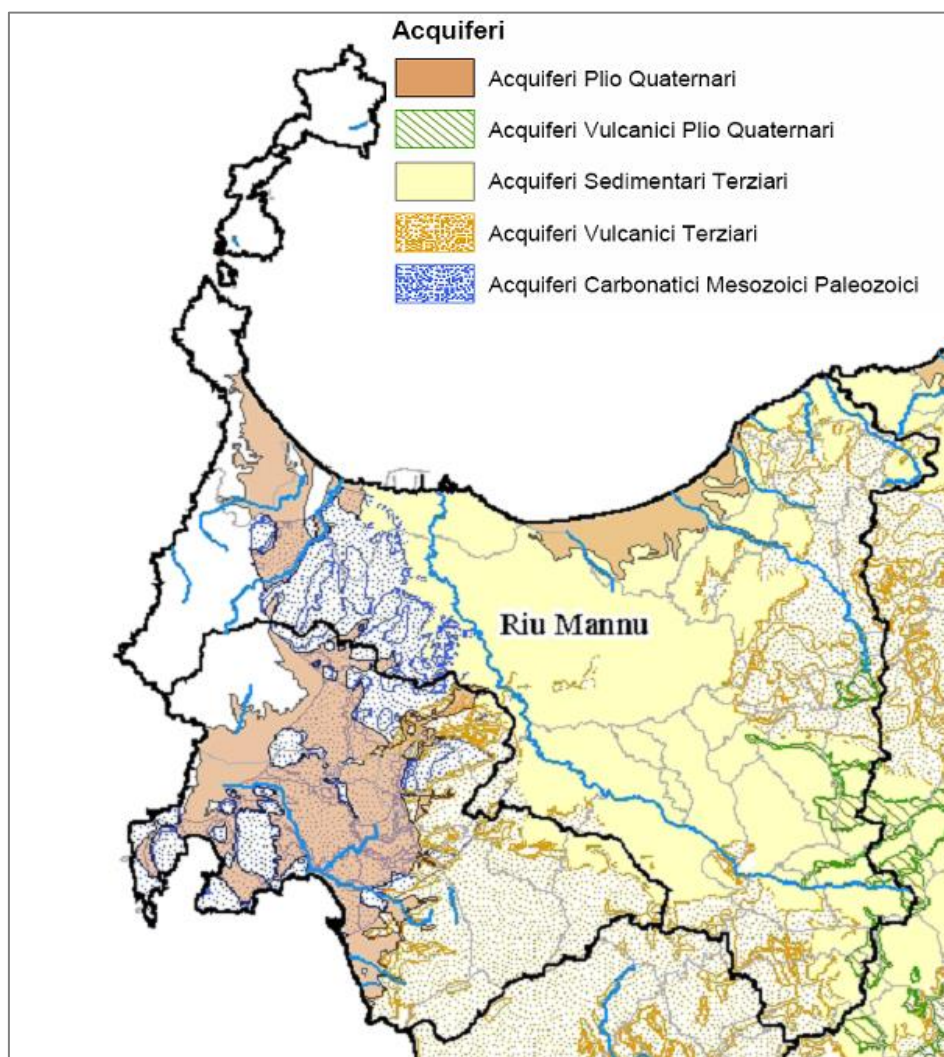 Acquiferi
Acquiferi Plio Quaternari
Acquiferi Vulcanici Plio Quaternari
Acquiferi Sedimentari Terziari
Acquiferi Vulcanici Terziari
Acquiferi Carbonatici Mesozoici Paleozoici
Riu Mannu